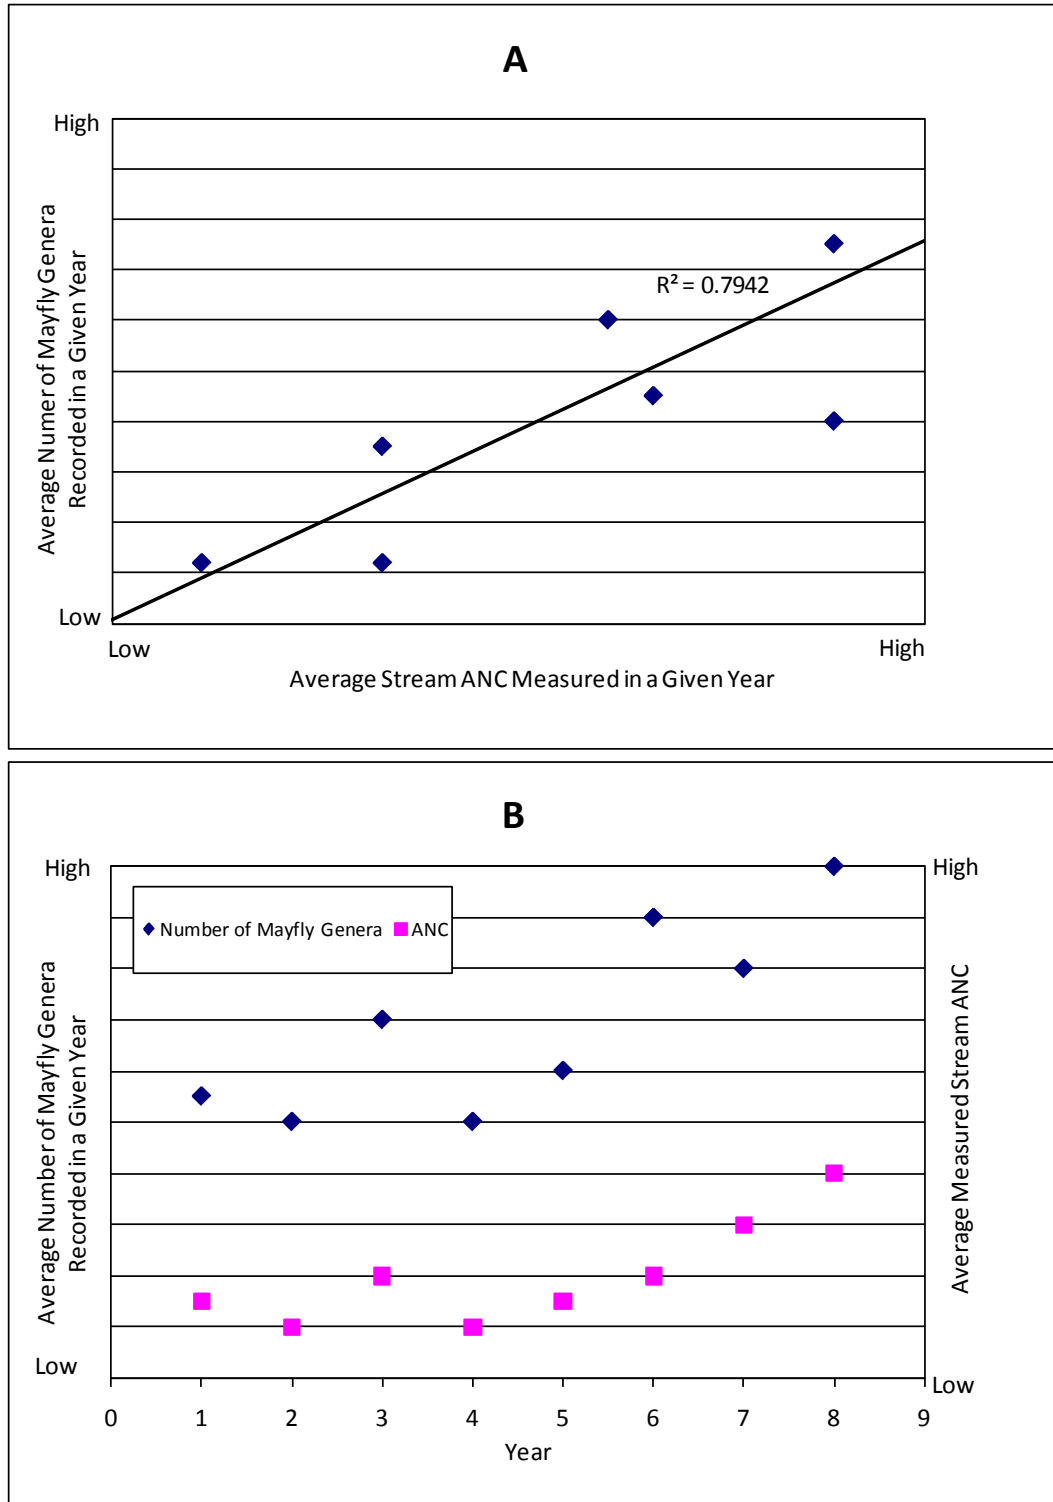 A
High
Average Numer of Mayfly Genera
Recorded in a Given Year
R² = 0.7942
Low
Low
High
Average Stream ANC Measured in a Given Year
B
High
High
Number of Mayfly Genera
ANC
Average Number of Mayfly Genera
Recorded in a Given Year
Average Measured Stream ANC
Low
Low
0 1 2 3 4 5 6 7 8 9
Year